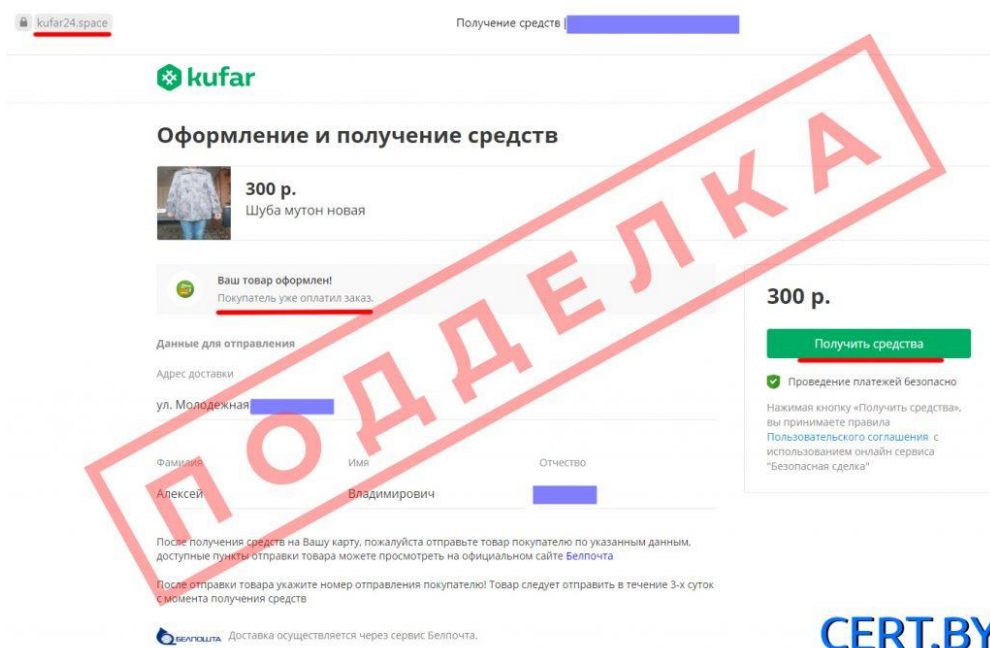 kufar24.space
Получение средств |
kufar
Оформление и получение средств
300 р.
Шуба мутон новая
Ваш товар оформлен!
Покупатель уже оплатил заказ.
300 р.
Получить средства
Проведение платежей безопасно
Нажимая кнопку «Получить средства»,
вы принимаете правила
Пользовательского соглашения с
использованием онлайн сервиса
"Безопасная сделка"
Данные для отправления
Адрес доставки
ул. Молодежная
Фамилия Имя Отчество
Алексей Владимирович
После получения средств на Вашу карту, пожалуйста отправьте товар покупателю по указанным данным,
доступные пункты отправки товара можете просмотреть на официальном сайте Белпочта
После отправки товара укажите номер отправления покупателю! Товар следует отправить в течение 3-х суток
с момента получения средств
БЕЛПОШТА Доставка осуществляется через сервис Белпочта.
ПОДДЕЛКА
CERT.BY